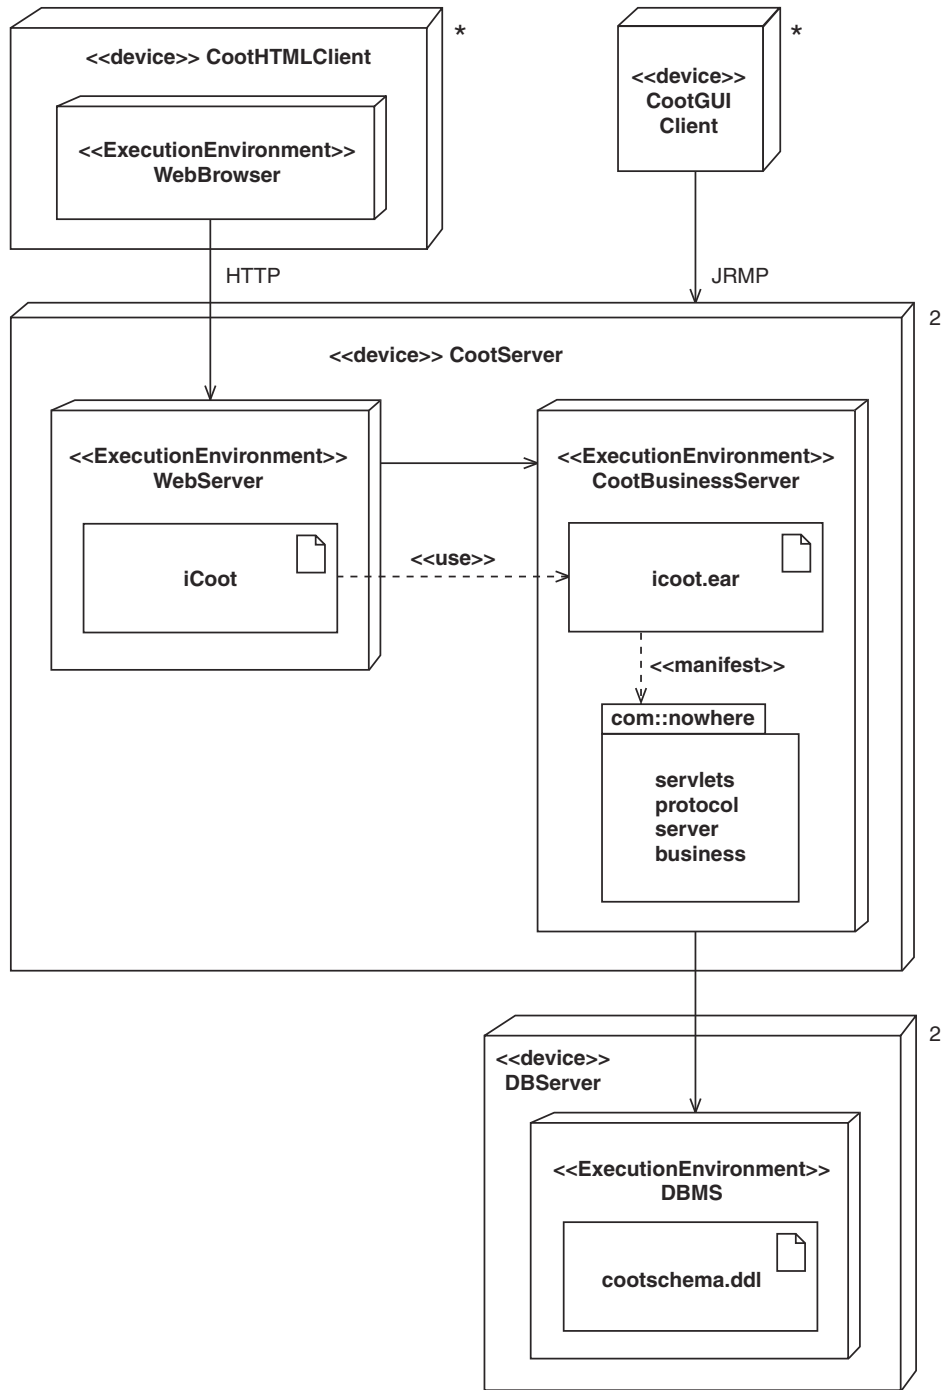 *
<<device>> CootHTMLClient
<<ExecutionEnvironment>>
WebBrowser
*
<<device>>
CootGUI
Client
HTTP
JRMP
2
<<device>> CootServer
<<ExecutionEnvironment>>
WebServer
iCoot
<<use>>
<<ExecutionEnvironment>>
CootBusinessServer
icoot.ear
<<manifest>>
com::nowhere
servlets
protocol
server
business
2
<<device>>
DBServer
<<ExecutionEnvironment>>
DBMS
cootschema.ddl